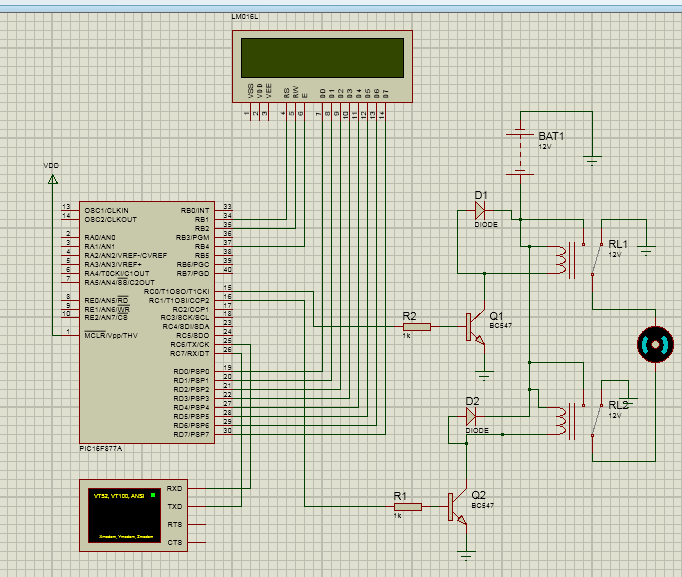 LM016L
VSS VDD VEE RS RW E D0 D1 D2 D3 D4 D5 D6 D7
1 2 3 4 5 6 7 8 9 10 11 12 13 14
BAT1
12V
VDD
D1
DIODE
13 OSC1/CLKIN RB0/INT 33
14 OSC2/CLKOUT RB1 34
RB2 35
2 RA0/AN0 RB3/PGM 36
3 RA1/AN1 RB4 37
4 RA2/AN2/VREF-/CVREF RB5 38
5 RA3/AN3/VREF+ RB6/PGC 39
6 RA4/T0CKI/C1OUT RB7/PGD 40
7 RA5/AN4/SS/C2OUT
RC0/T1OSO/T1CKI 15
8 RE0/AN5/RD RC1/T1OSI/CCP2 16
9 RE1/AN6/WR RC2/CCP1 17
10 RE2/AN7/CS RC3/SCK/SCL 18
RC4/SDI/SDA 23
1 MCLR/Vpp/THV RC5/SDO 24
RC6/TX/CK 25
RC7/RX/DT 26
RD0/PSP0 19
RD1/PSP1 20
RD2/PSP2 21
RD3/PSP3 22
RD4/PSP4 27
RD5/PSP5 28
RD6/PSP6 29
RD7/PSP7 30
PIC16F877A
RL1
12V
R2
1k
Q1
BC547
D2
DIODE
RL2
12V
R1
1k
Q2
BC547
VT52, VT100, ANSI
Xmodem, Ymodem, Zmodem
RXD
TXD
RTS
CTS